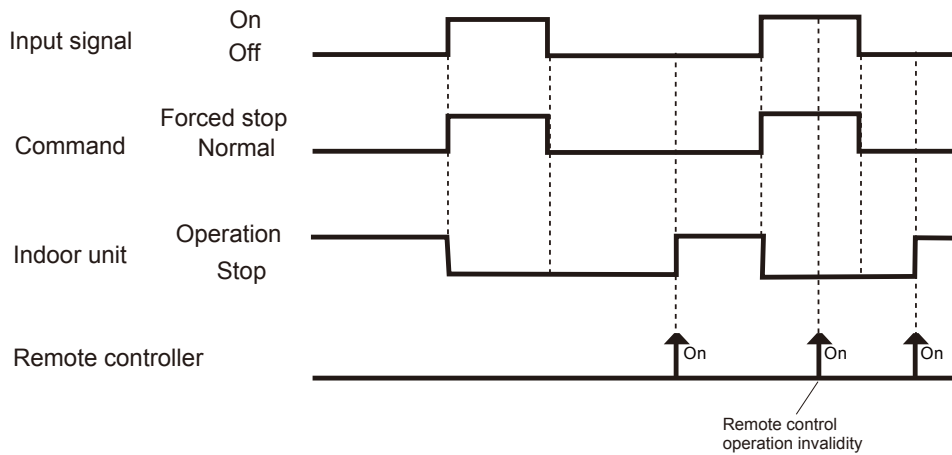 Input signal
On
Off
Command
Forced stop
Normal
Indoor unit
Operation
Stop
Remote controller
On
On
On
Remote control
operation invalidity